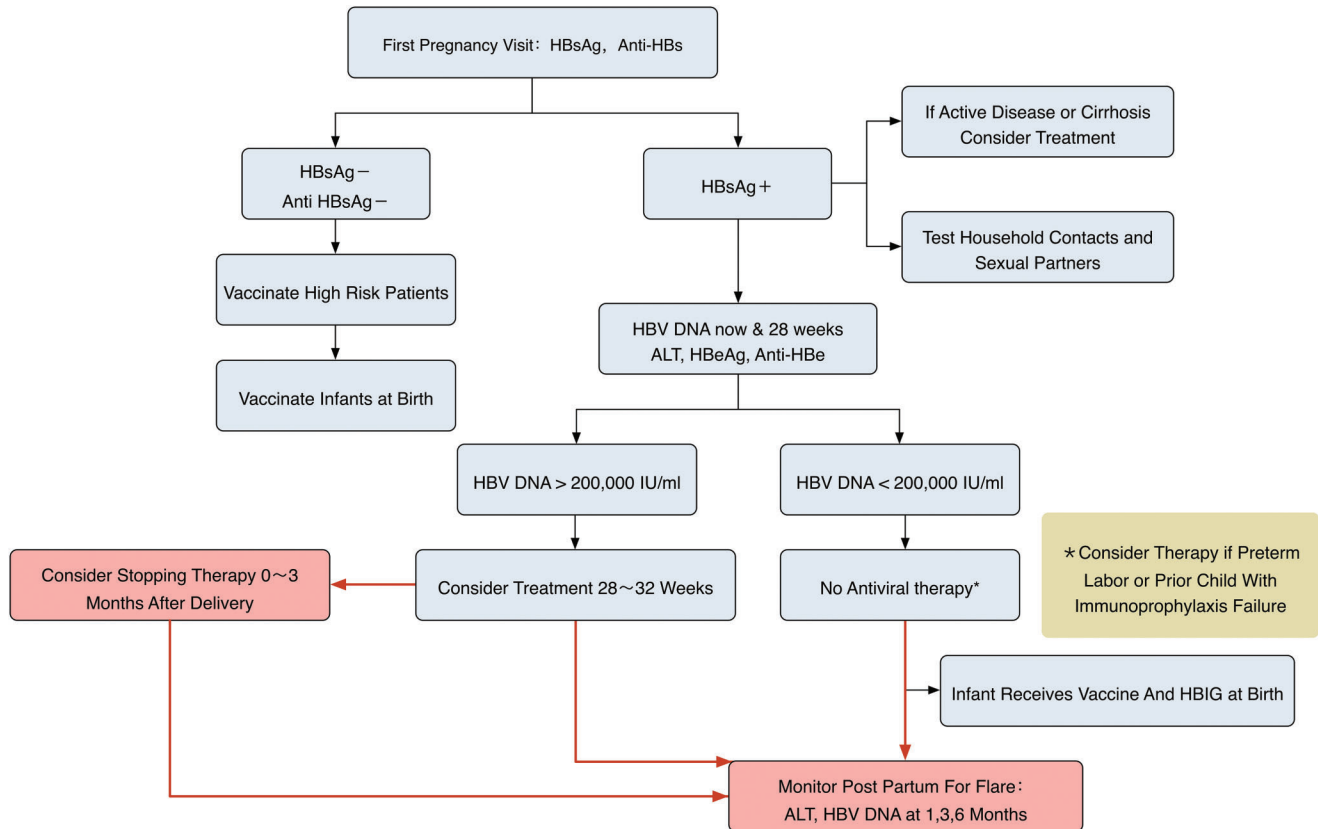 First Pregnancy Visit: HBsAg, Anti-HBs
If Active Disease or Cirrhosis
Consider Treatment
HBsAg－
Anti HBsAg－
HBsAg＋
Test Household Contacts and
Sexual Partners
Vaccinate High Risk Patients
HBV DNA now & 28 weeks
ALT, HBeAg, Anti-HBe
Vaccinate Infants at Birth
HBV DNA > 200,000 IU/ml
HBV DNA < 200,000 IU/ml
Consider Stopping Therapy 0～3
Months After Delivery
Consider Treatment 28～32 Weeks
No Antiviral therapy*
* Consider Therapy if Preterm
Labor or Prior Child With
Immunoprophylaxis Failure
Infant Receives Vaccine And HBIG at Birth
Monitor Post Partum For Flare:
ALT, HBV DNA at 1,3,6 Months